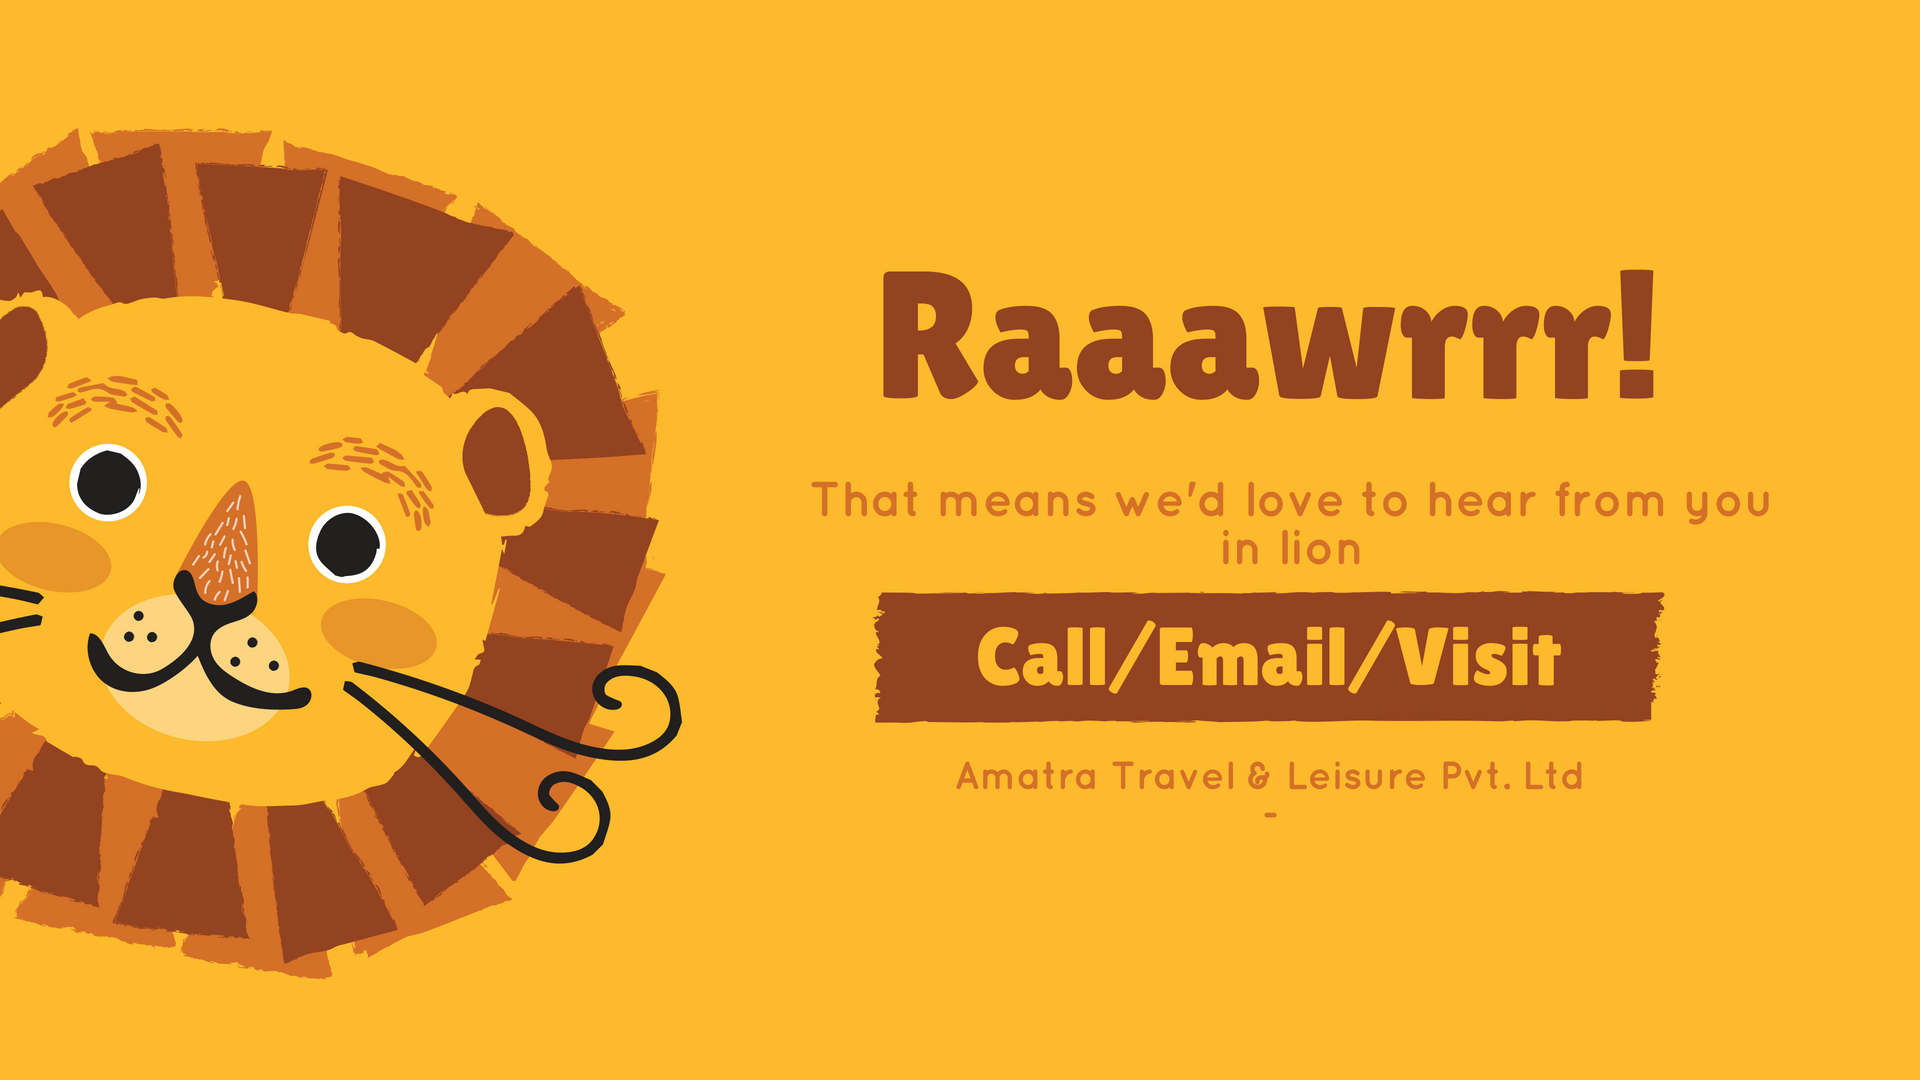 Raaawrrr!
That means we'd love to hear from you
in lion
Call/Email/Visit
Amatra Travel & Leisure Pvt. Ltd
-